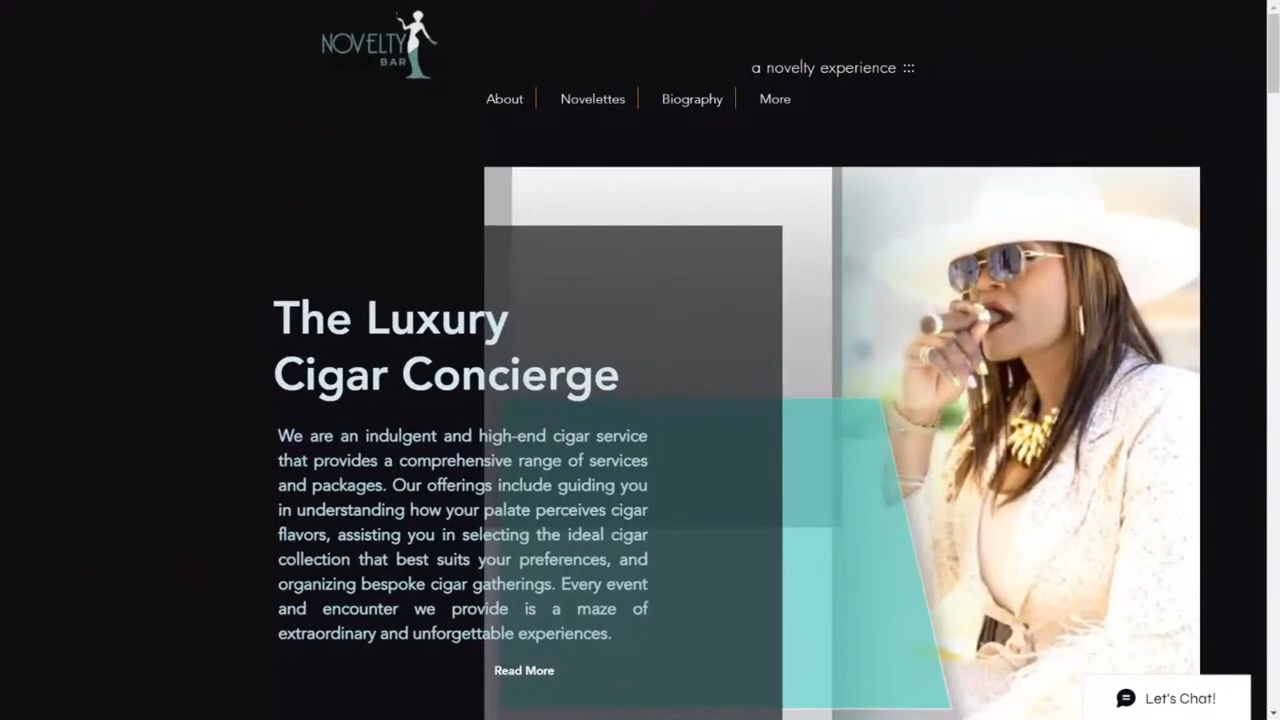 NOVELTY
BAR
a novelty experience :::
About
Novelettes
Biography
More
The Luxury
Cigar Concierge
We are an indulgent and high-end cigar service
that provides a comprehensive range of services
and packages. Our offerings include guiding you
in understanding how your palate perceives cigar
flavors, assisting you in selecting the ideal cigar
collection that best suits your preferences, and
organizing bespoke cigar gatherings. Every event
and encounter we provide is a maze of
extraordinary and unforgettable experiences.
Read More
Let's Chat!